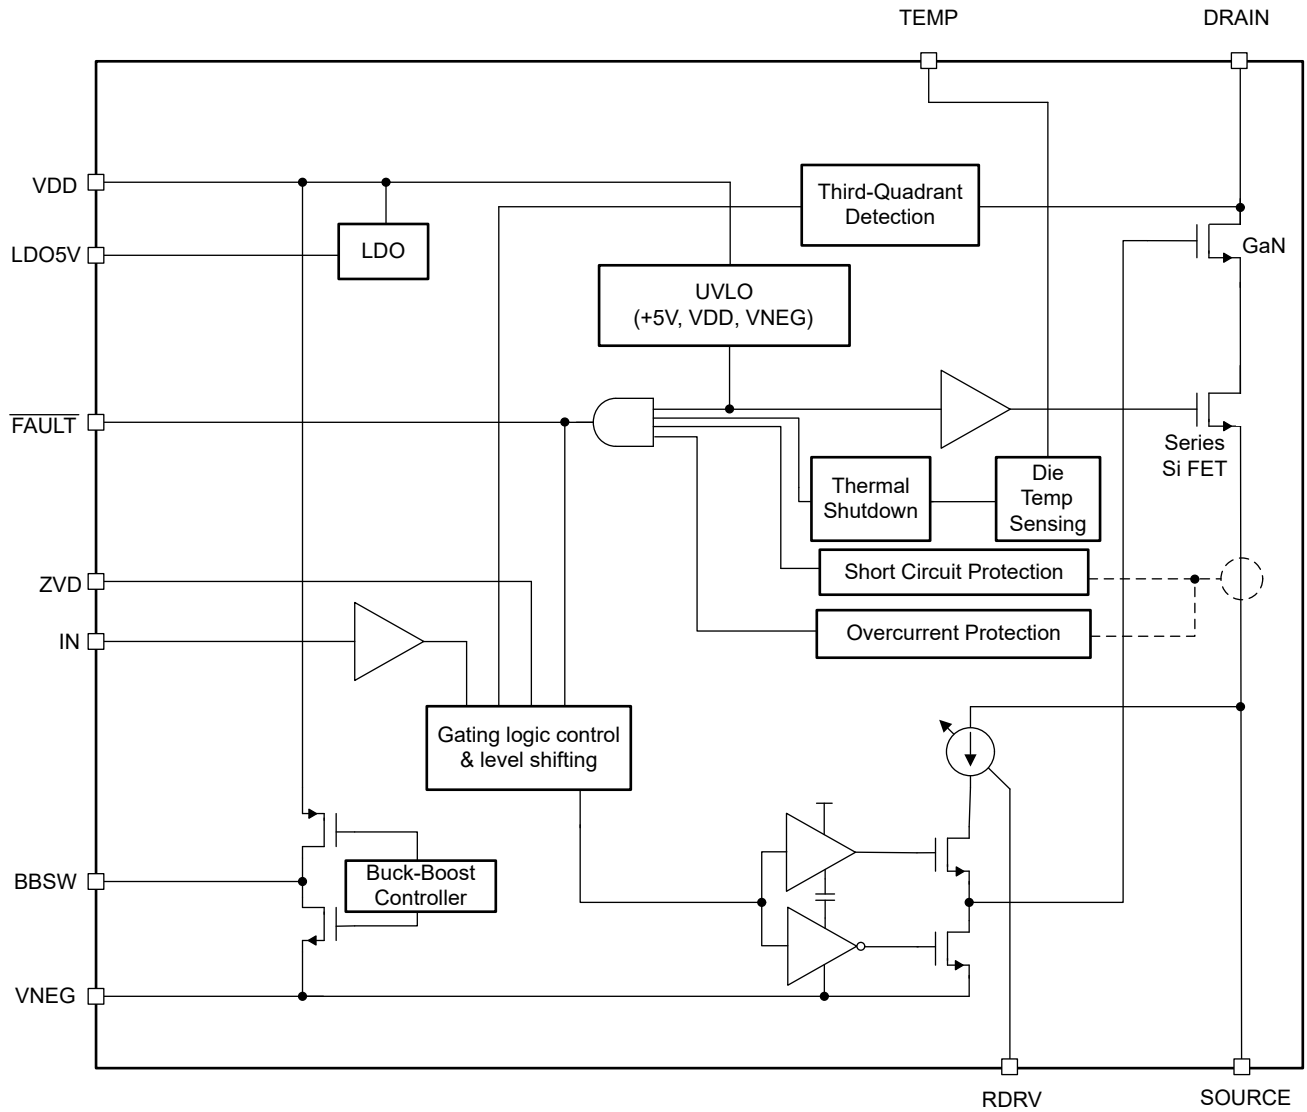 TEMP
DRAIN
VDD
LDO5V
LDO
Third-Quadrant
Detection
GaN
UVLO
(+5V, VDD, VNEG)
FAULT
Series
Si FET
Thermal
Shutdown
Die
Temp
Sensing
Short Circuit Protection
ZVD
IN
Overcurrent Protection
Gating logic control
& level shifting
BBSW
Buck-Boost
Controller
VNEG
RDRV
SOURCE